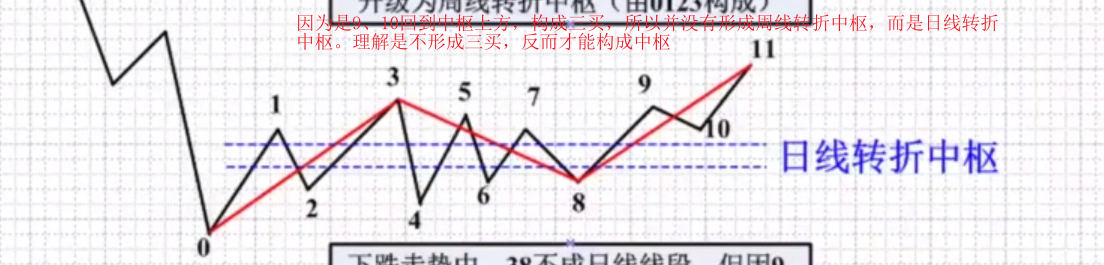 升级为周线转折中枢（由0123构成）
因为是9、10回到中枢上方，构成三买，所以并没有形成周线转折中枢，而是日线转折
中枢。理解是不形成三买，反而才能构成中枢
11
3
5
7
9
1
10
日线转折中枢
2
4
6
8
0
下跌走势中，38不成日线线段，但因9